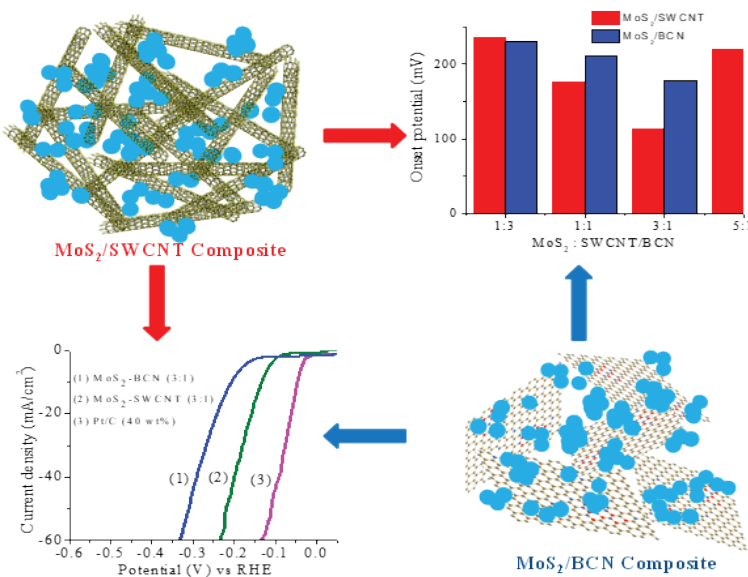 MoS₂/SWCNT
MoS₂/BCN
Onset potential (mV)
200
100
0
1:3
1:1
3:1
5:
MoS₂ : SWCNT/BCN
MoS₂/SWCNT Composite
Current density (mA/cm²)
0
-20
-40
-60
(1) MoS₂-BCN (3:1)
(2) MoS₂-SWCNT (3:1)
(3) Pt/C (40 wt%)
(1)
(2)
(3)
-0.6
-0.5
-0.4
-0.3
-0.2
-0.1
0.0
Potential (V) vs RHE
MoS₂/BCN Composite